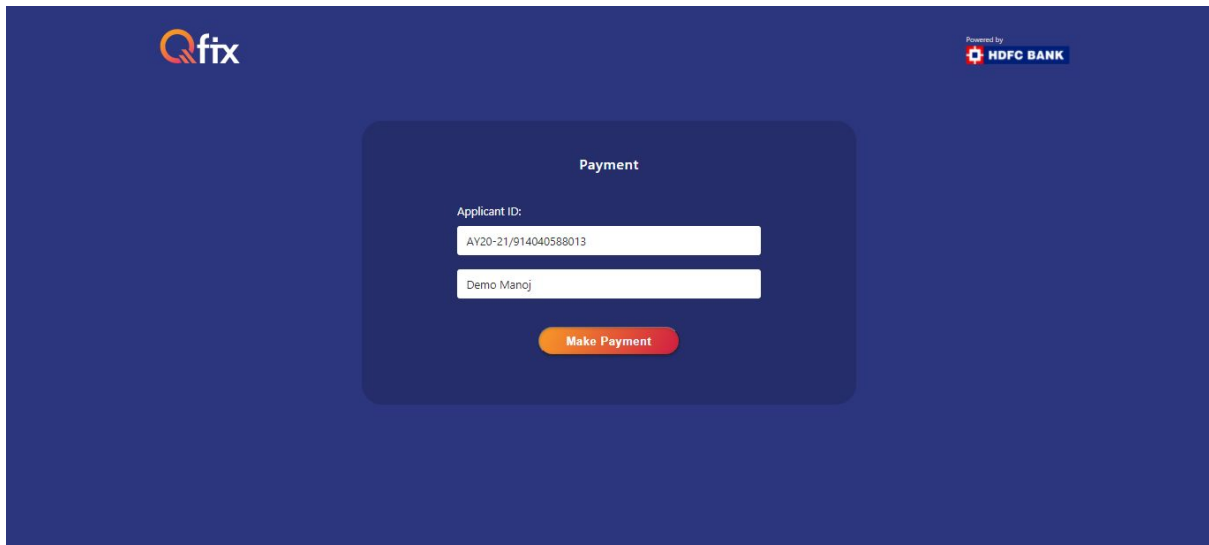 Qfix
Powered by
HDFC BANK
Payment
Applicant ID:
AY20-21/914040588013
Demo Manoj
Make Payment